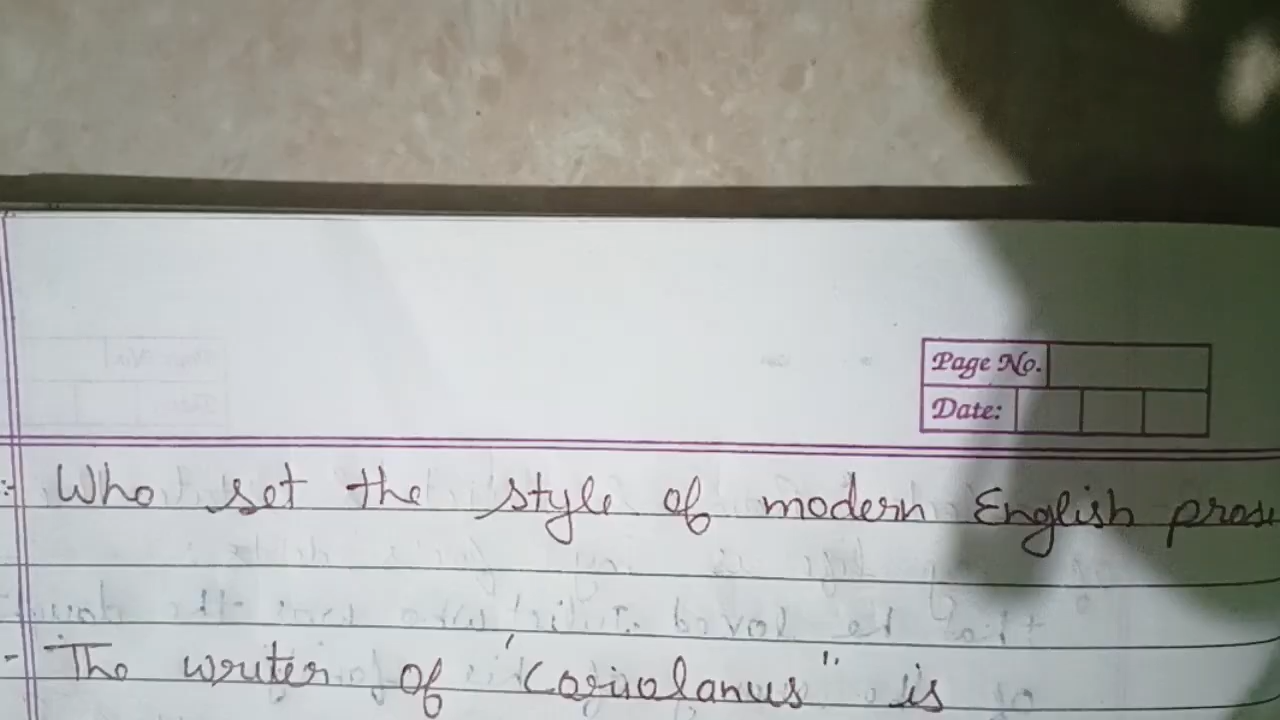 Page No.
Date:
:- Who set the style of modern English prose
- The writer of 'Coriolanus" is